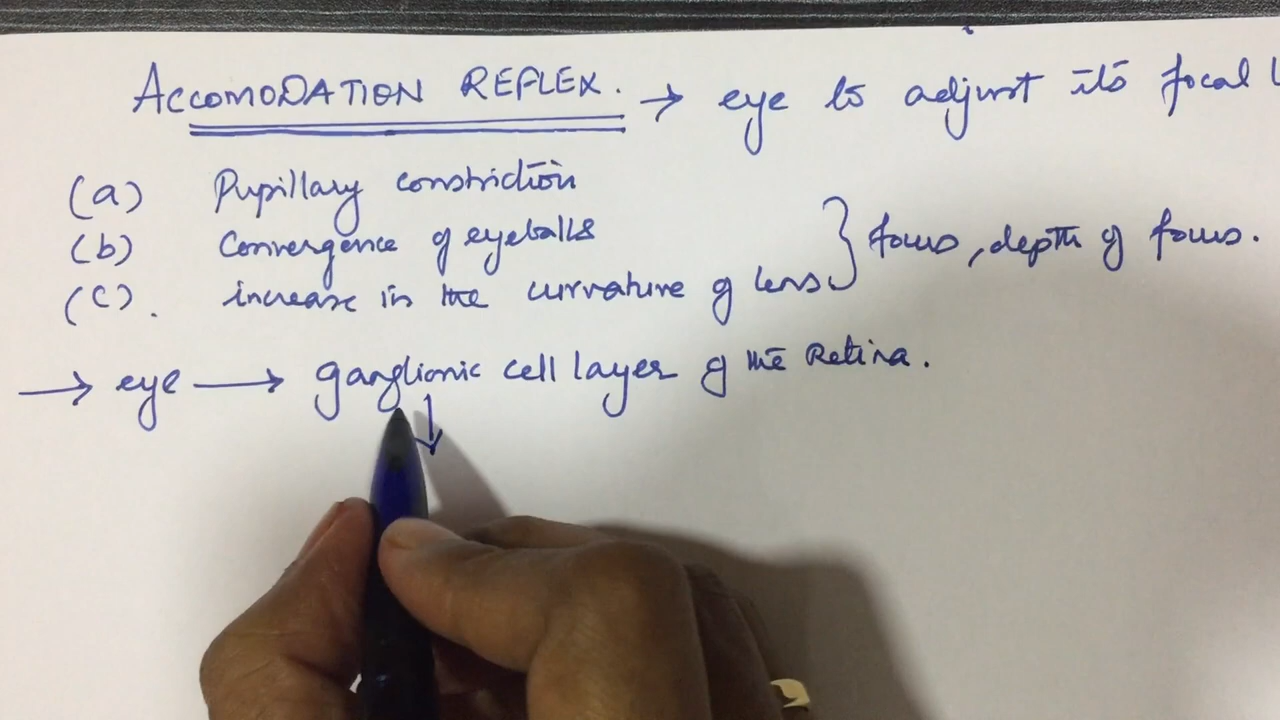 ACCOMODATION REFLEX. → eye to adjust its focal
(a) Pupillary constriction
(b) Convergence of eyeballs
(c). increase in the curvature of lens } focus, depth of focus.
→ eye → ganglionic cell layer of the Retina.
↓